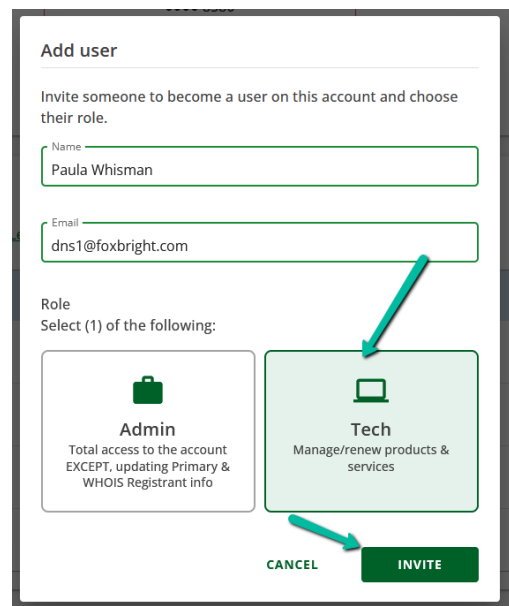 Add user
Invite someone to become a user on this account and choose
their role.
Name
Paula Whisman
Email
dns1@foxbright.com
Role
Select (1) of the following:
Admin
Total access to the account
EXCEPT, updating Primary &
WHOIS Registrant info
Tech
Manage/renew products &
services
CANCEL
INVITE